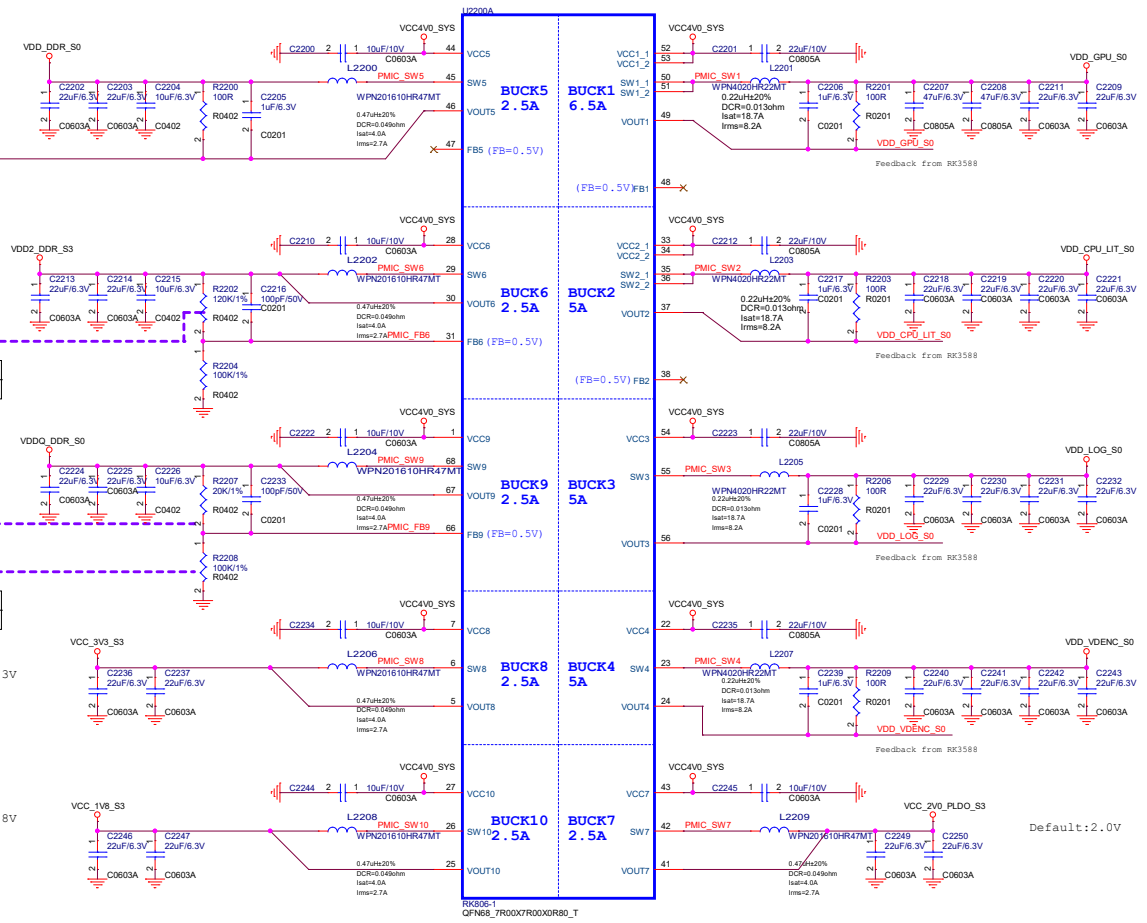 U2200A
VCC4V0_SYS
VDD_DDR_S0
C2200 2 1 10uF/10V
C0603A
44
VCC5
L2200
PMIC_SW5
45
SW5
WPN201610HR47MT
46
VOUT5
0.47uH±20%
DCR=0.049ohm
Isat=4.0A
Irms=2.7A
47
FB5 (FB=0.5V)
C2202
22uF/6.3V
C0603A
C2203
22uF/6.3V
C0603A
C2204
10uF/6.3V
C0402
R2200
100R
R0402
C2205
1uF/6.3V
C0201
BUCK5
2.5A
BUCK1
6.5A
VCC4V0_SYS
52
VCC1_1
53
VCC1_2
C2201 1 2 22uF/10V
C0805A
50
SW1_1
51
SW1_2
PMIC_SW1
L2201
WPN4020HR22MT
0.22uH±20%
DCR=0.013ohm
Isat=18.7A
Irms=8.2A
49
VOUT1
48
(FB=0.5V) FB1
VDD_GPU_S0
C2206
1uF/6.3V
C0201
R2201
100R
R0201
C2207
47uF/6.3V
C0805A
C2208
47uF/6.3V
C0805A
C2211
22uF/6.3V
C0603A
C2209
22uF/6.3V
C0603A
VDD_GPU_S0
Feedback from RK3588
VCC4V0_SYS
VDD2_DDR_S3
C2210 2 1 10uF/10V
C0603A
28
VCC6
L2202
PMIC_SW6
29
SW6
WPN201610HR47MT
30
VOUT6
0.47uH±20%
DCR=0.049ohm
Isat=4.0A
Irms=2.7A
PMIC_FB6
31
FB6 (FB=0.5V)
C2213
22uF/6.3V
C0603A
C2214
22uF/6.3V
C0603A
C2215
10uF/6.3V
C0402
R2202
120K/1%
R0402
C2216
100pF/50V
C0201
R2204
100K/1%
R0402
BUCK6
2.5A
BUCK2
5A
VCC4V0_SYS
33
VCC2_1
34
VCC2_2
C2212 1 2 22uF/10V
C0805A
35
SW2_1
36
SW2_2
PMIC_SW2
L2203
WPN4020HR22MT
0.22uH±20%
DCR=0.013ohm
Isat=18.7A
Irms=8.2A
37
VOUT2
38
(FB=0.5V) FB2
VDD_CPU_LIT_S0
C2217
1uF/6.3V
C0201
R2203
100R
R0201
C2218
22uF/6.3V
C0603A
C2219
22uF/6.3V
C0603A
C2220
22uF/6.3V
C0603A
C2221
22uF/6.3V
C0603A
VDD_CPU_LIT_S0
Feedback from RK3588
VCC4V0_SYS
VDDQ_DDR_S0
C2222 2 1 10uF/10V
C0603A
1
VCC9
L2204
PMIC_SW9
68
SW9
WPN201610HR47MT
67
VOUT9
0.47uH±20%
DCR=0.049ohm
Isat=4.0A
Irms=2.7A
PMIC_FB9
66
FB9 (FB=0.5V)
C2224
22uF/6.3V
C0603A
C2225
22uF/6.3V
C0603A
C2226
10uF/6.3V
C0402
R2207
20K/1%
R0402
C2233
100pF/50V
C0201
R2208
100K/1%
R0402
BUCK9
2.5A
BUCK3
5A
VCC4V0_SYS
54
VCC3
C2223 1 2 22uF/10V
C0805A
55
SW3
PMIC_SW3
L2205
WPN4020HR22MT
0.22uH±20%
DCR=0.013ohm
Isat=18.7A
Irms=8.2A
56
VOUT3
VDD_LOG_S0
C2228
1uF/6.3V
C0201
R2206
100R
R0201
C2229
22uF/6.3V
C0603A
C2230
22uF/6.3V
C0603A
C2231
22uF/6.3V
C0603A
C2232
22uF/6.3V
C0603A
VDD_LOG_S0
Feedback from RK3588
VCC4V0_SYS
VCC_3V3_S3
3V
C2234 2 1 10uF/10V
C0603A
7
VCC8
L2206
PMIC_SW8
6
SW8
WPN201610HR47MT
5
VOUT8
0.47uH±20%
DCR=0.049ohm
Isat=4.0A
Irms=2.7A
C2236
22uF/6.3V
C0603A
C2237
22uF/6.3V
C0603A
BUCK8
2.5A
BUCK4
5A
VCC4V0_SYS
22
VCC4
C2235 1 2 22uF/10V
C0805A
23
SW4
PMIC_SW4
L2207
WPN4020HR22MT
0.22uH±20%
DCR=0.013ohm
Isat=18.7A
Irms=8.2A
24
VOUT4
VDD_VDENC_S0
C2239
1uF/6.3V
C0201
R2209
100R
R0201
C2240
22uF/6.3V
C0603A
C2241
22uF/6.3V
C0603A
C2242
22uF/6.3V
C0603A
C2243
22uF/6.3V
C0603A
VDD_VDENC_S0
Feedback from RK3588
VCC4V0_SYS
VCC_1V8_S3
8V
C2244 2 1 10uF/10V
C0603A
27
VCC10
L2208
PMIC_SW10
26
SW10
WPN201610HR47MT
25
VOUT10
0.47uH±20%
DCR=0.049ohm
Isat=4.0A
Irms=2.7A
C2246
22uF/6.3V
C0603A
C2247
22uF/6.3V
C0603A
BUCK10
2.5A
BUCK7
2.5A
VCC4V0_SYS
43
VCC7
C2245 1 2 10uF/10V
C0603A
42
SW7
PMIC_SW7
L2209
WPN201610HR47MT
41
VOUT7
0.47uH±20%
DCR=0.049ohm
Isat=4.0A
Irms=2.7A
VCC_2V0_PLDO_S3
C2249
22uF/6.3V
C0603A
C2250
22uF/6.3V
C0603A
Default:2.0V
RK806-1
QFN68_7R00X7R00X0R80_T